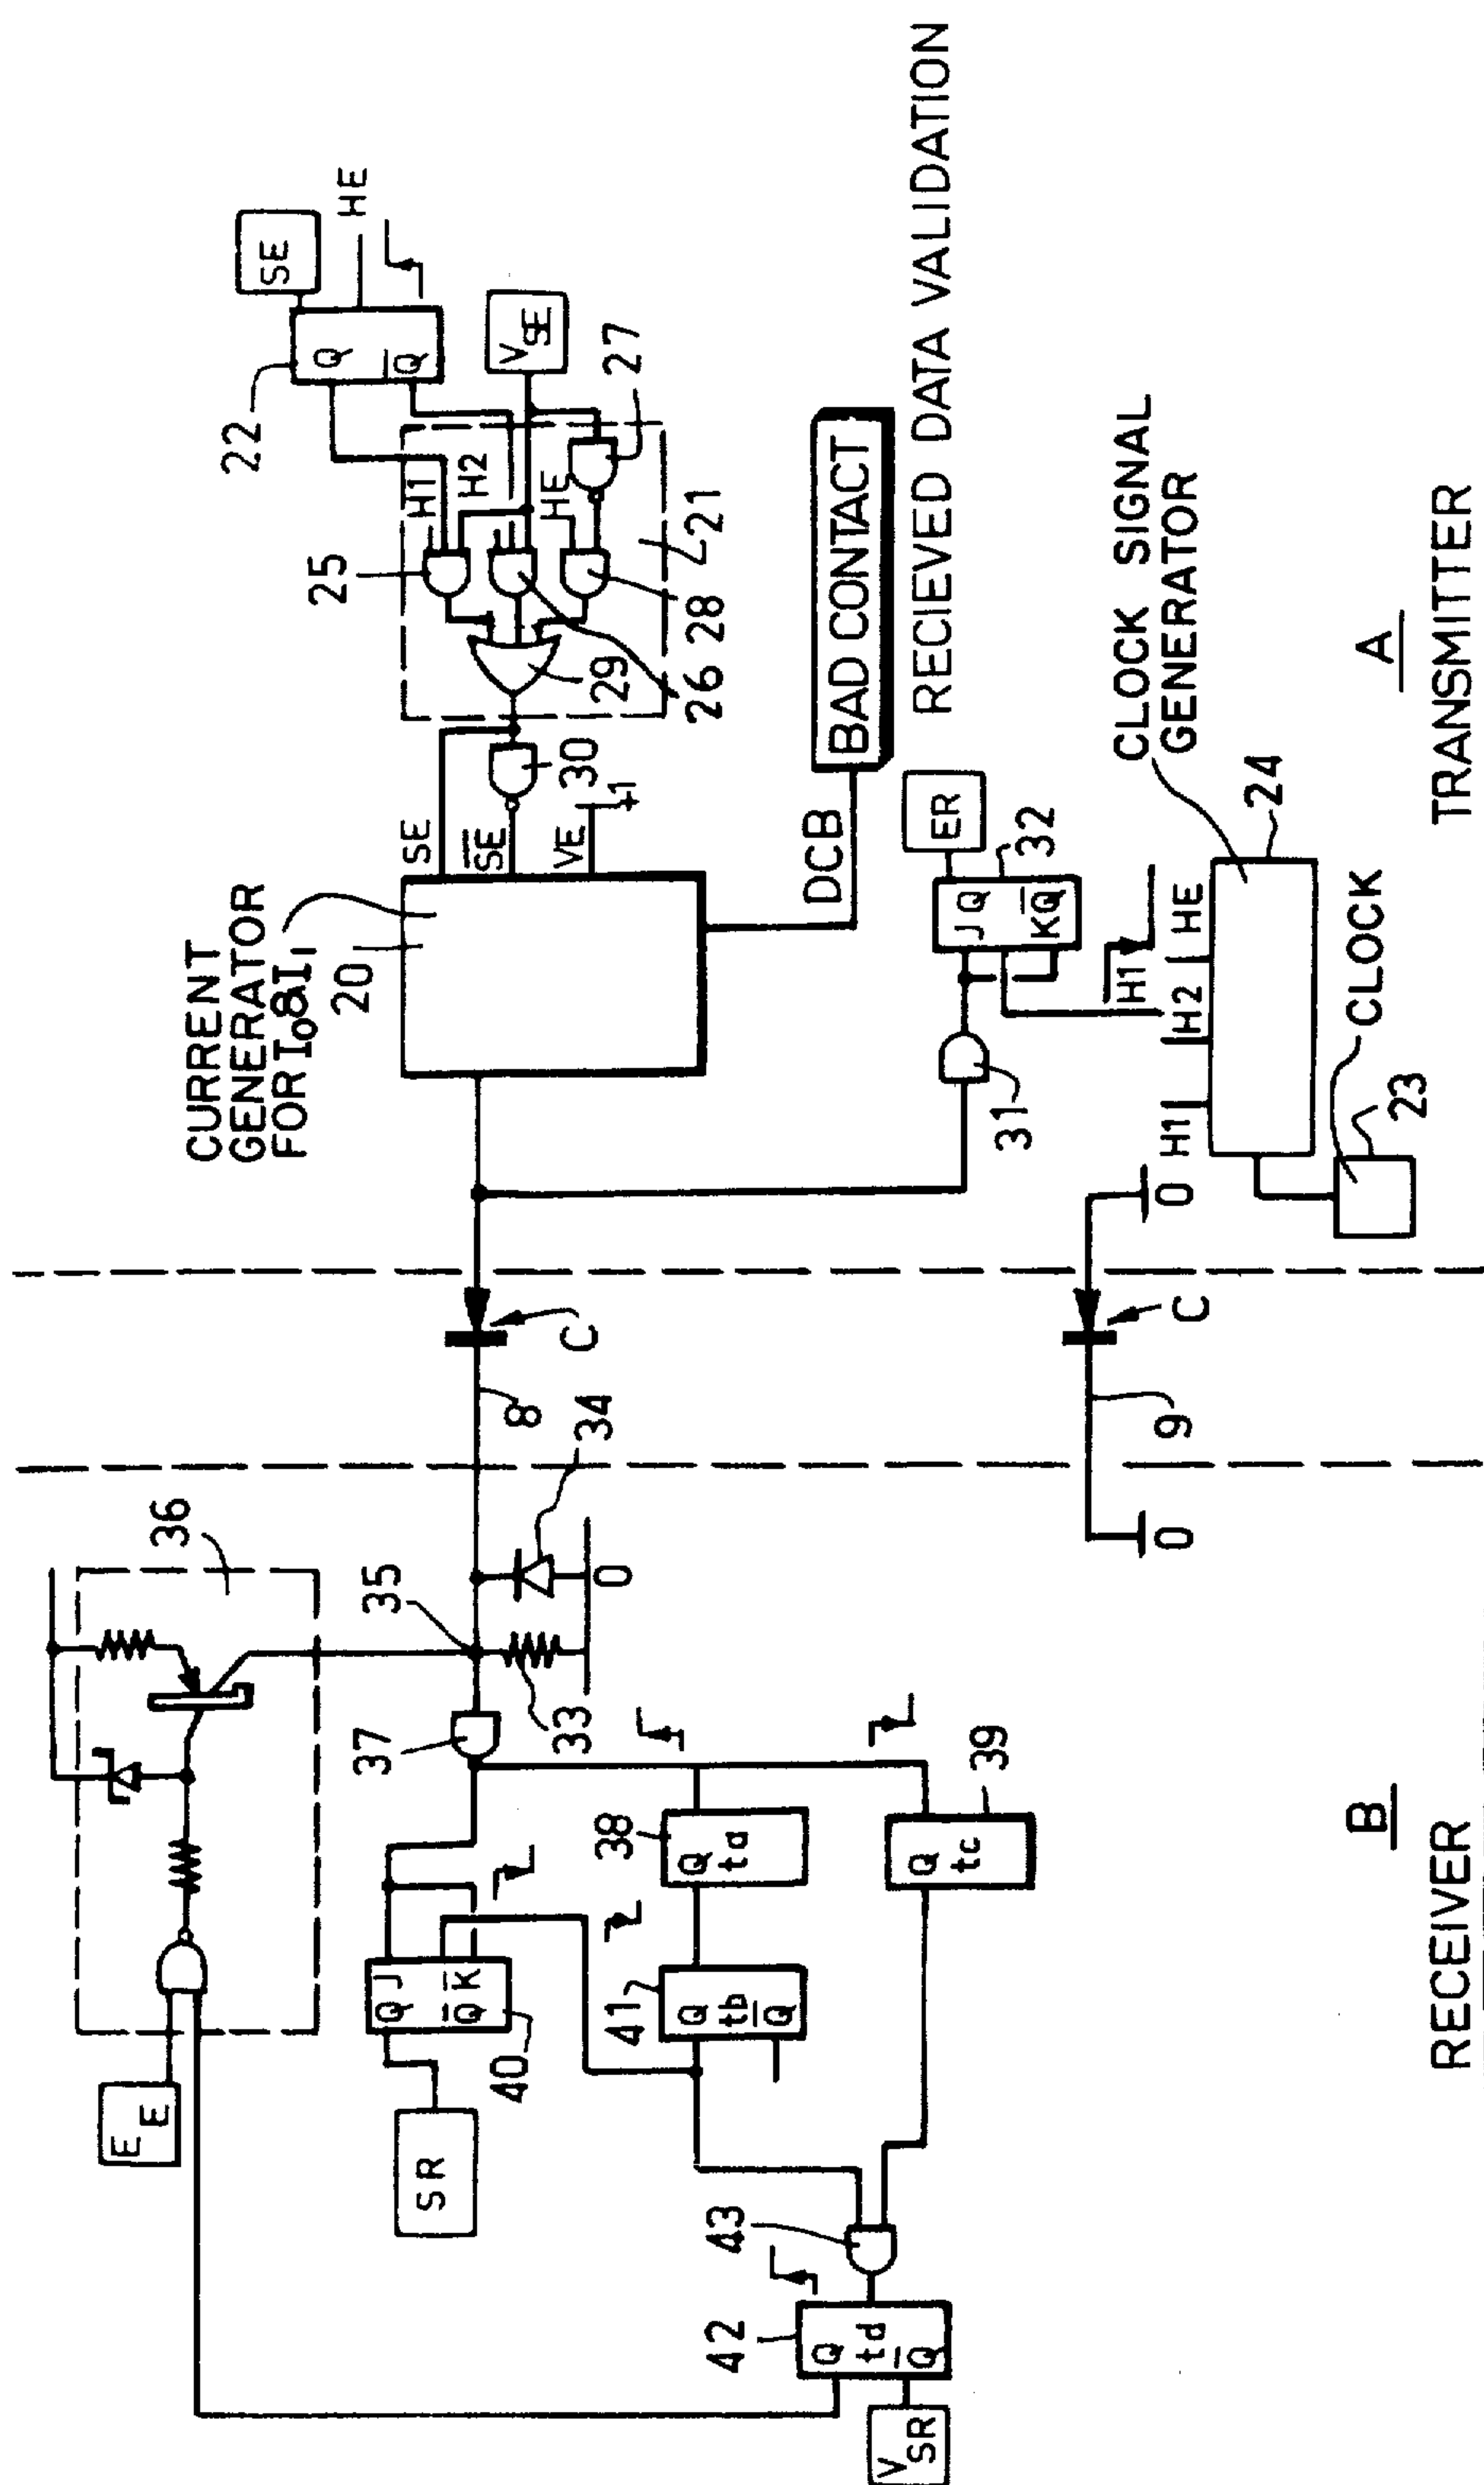 CURRENT
GENERATOR
FOR I0&I1
20
SE
SE
VE
+1
30
29
26
28
21
25
22
27
H1
H2
HE
Q
Q
SE
HE
VSE
DCB
BAD CONTACT
RECIEVED DATA VALIDATION
ER
J Q
K Q
32
31
H1
H1
H2
HE
CLOCK SIGNAL
GENERATOR
24
CLOCK
23
A
TRANSMITTER
C
8
C
9
0
0
34
0
35
33
36
37
38
Q
ta
39
Q
tc
40
Q J
Q K
41
Q
tb
Q
42
Q
td
Q
43
EE
SR
VSR
B
RECEIVER